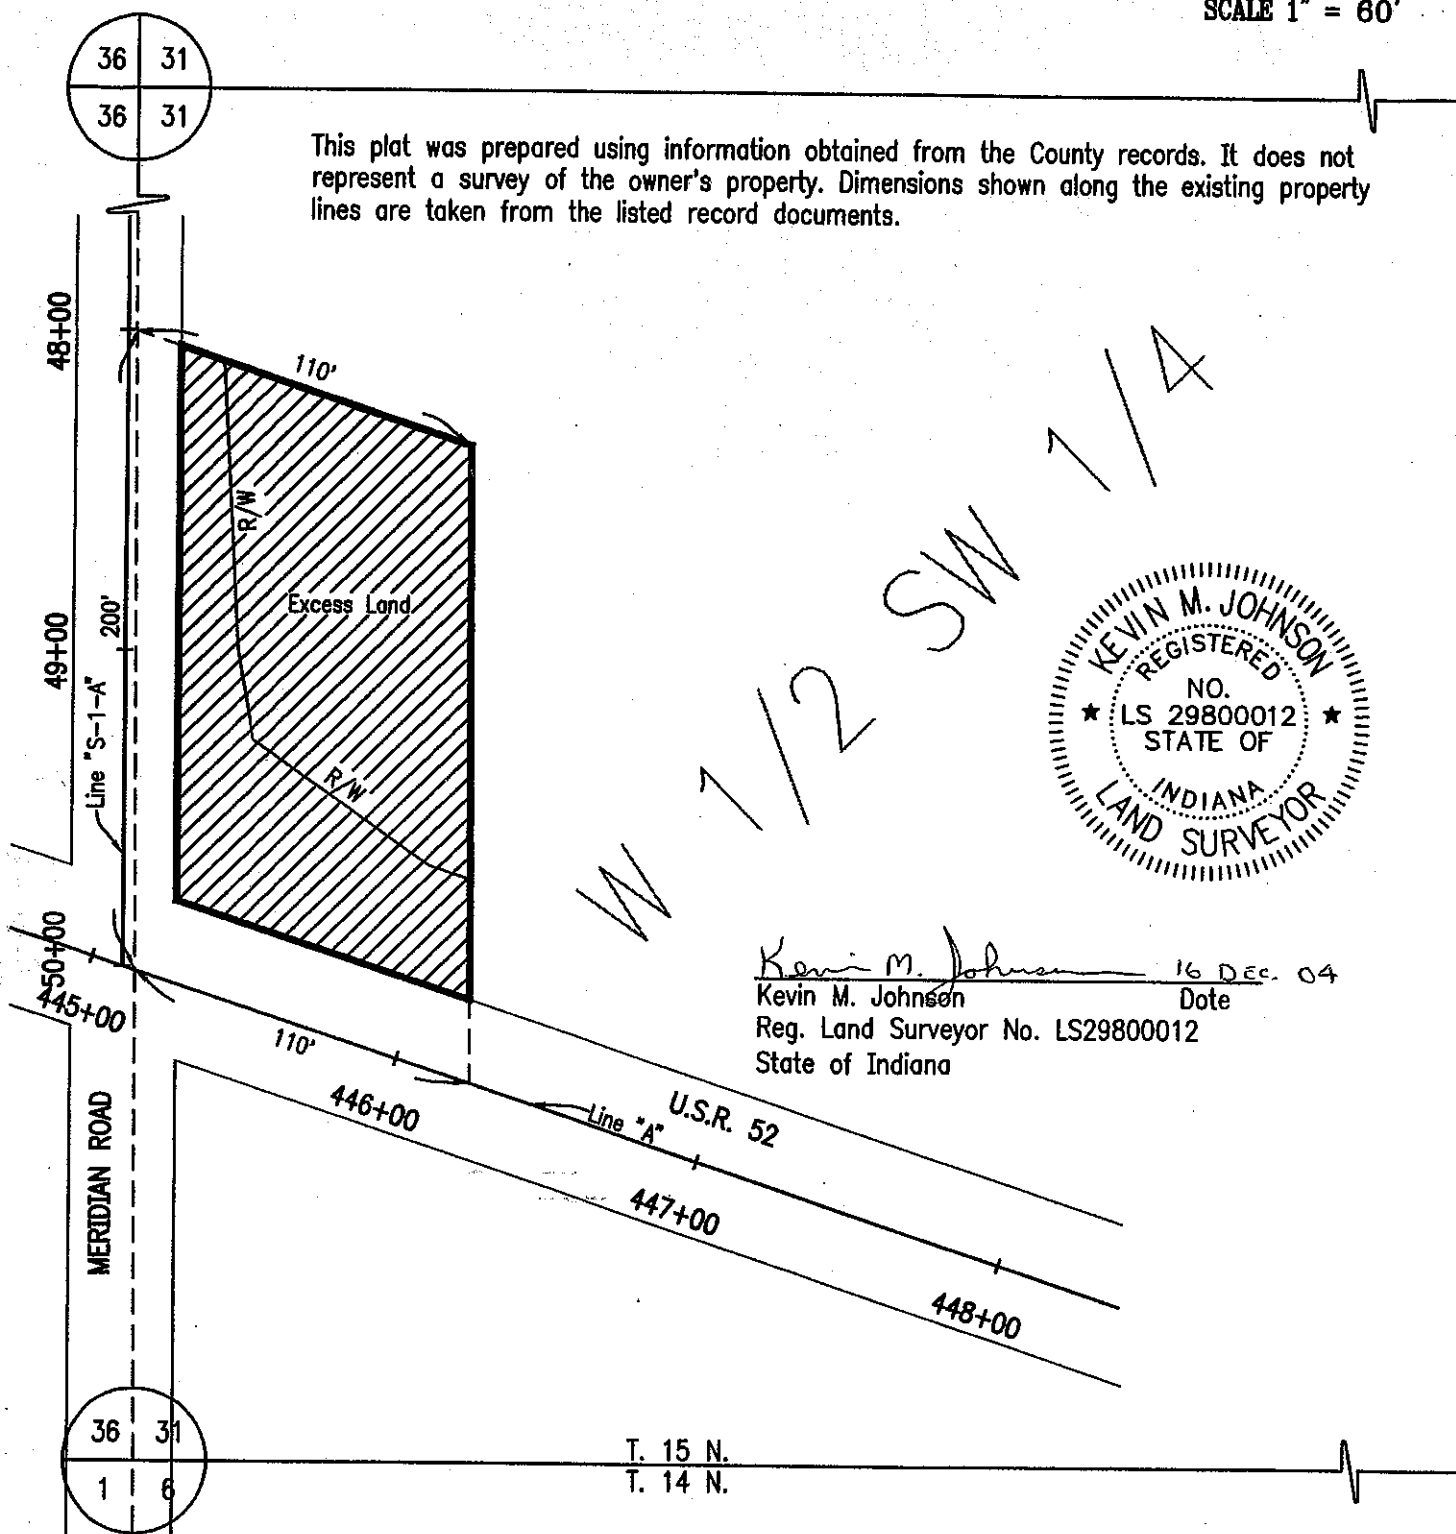 SCALE 1" = 60'
36 31
36 31
This plat was prepared using information obtained from the County records. It does not
represent a survey of the owner's property. Dimensions shown along the existing property
lines are taken from the listed record documents.
48+00
110'
R/W
Excess Land
49+00
200'
Line "S-1-A"
R/W
W 1/2 SW 1/4
KEVIN M. JOHNSON
REGISTERED
NO.
★ LS 29800012 ★
STATE OF
INDIANA
LAND SURVEYOR
50+00
445+00
110'
Kevin M. Johnson 16 DEC. 04
Kevin M. Johnson Date
Reg. Land Surveyor No. LS29800012
State of Indiana
446+00
Line "A"
U.S.R. 52
447+00
448+00
MERIDIAN ROAD
36 31
1 6
T. 15 N.
T. 14 N.